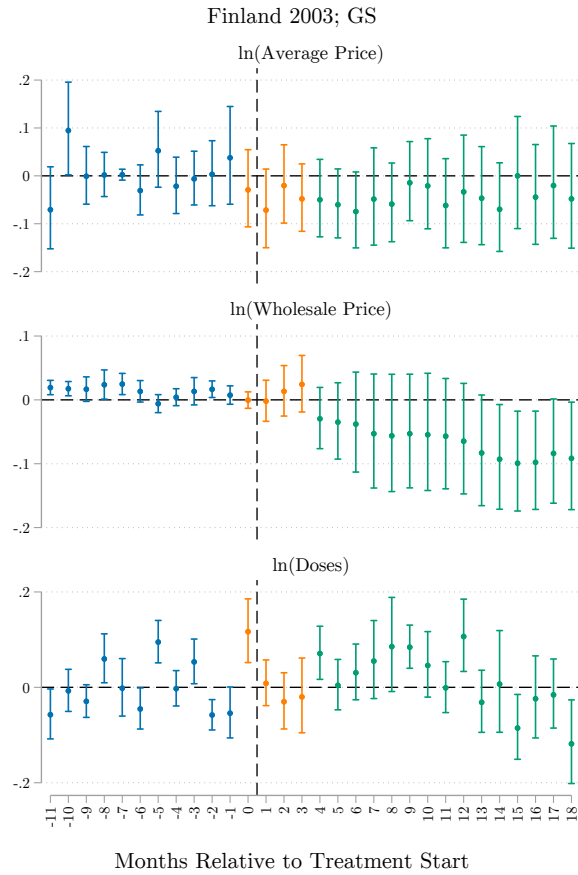 Finland 2003; GS
ln(Average Price)
.2
.1
0
-.1
-.2
ln(Wholesale Price)
.1
0
-.1
-.2
ln(Doses)
.2
0
-.2
-11 -10 -9 -8 -7 -6 -5 -4 -3 -2 -1 0 1 2 3 4 5 6 7 8 9 10 11 12 13 14 15 16 17 18
Months Relative to Treatment Start